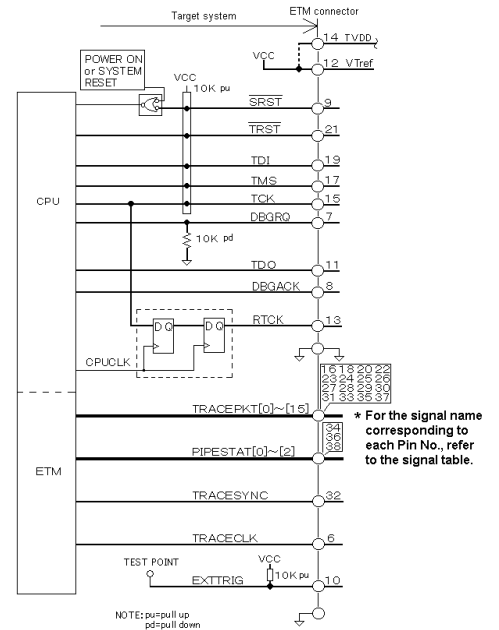 Target system
ETM connector
14 TVDD
VCC
12 VTref
POWER ON
or SYSTEM
RESET
VCC
10K pu
SRST
9
TRST
21
TDI
19
TMS
17
CPU
TCK
15
DBGRQ
7
10K pd
TDO
11
DBGACK
8
RTCK
13
D Q
D Q
CPUCLK
16 18 20 22
23 24 25 26
27 28 29 30
31 33 35 37
TRACEPKT[0]~[15]
* For the signal name
corresponding to
each Pin No., refer
to the signal table.
34
36
38
PIPESTAT[0]~[2]
ETM
TRACESYNC
32
TRACECLK
6
TEST POINT
VCC
10K pu
EXTTRIG
10
NOTE: pu=pull up
pd=pull down